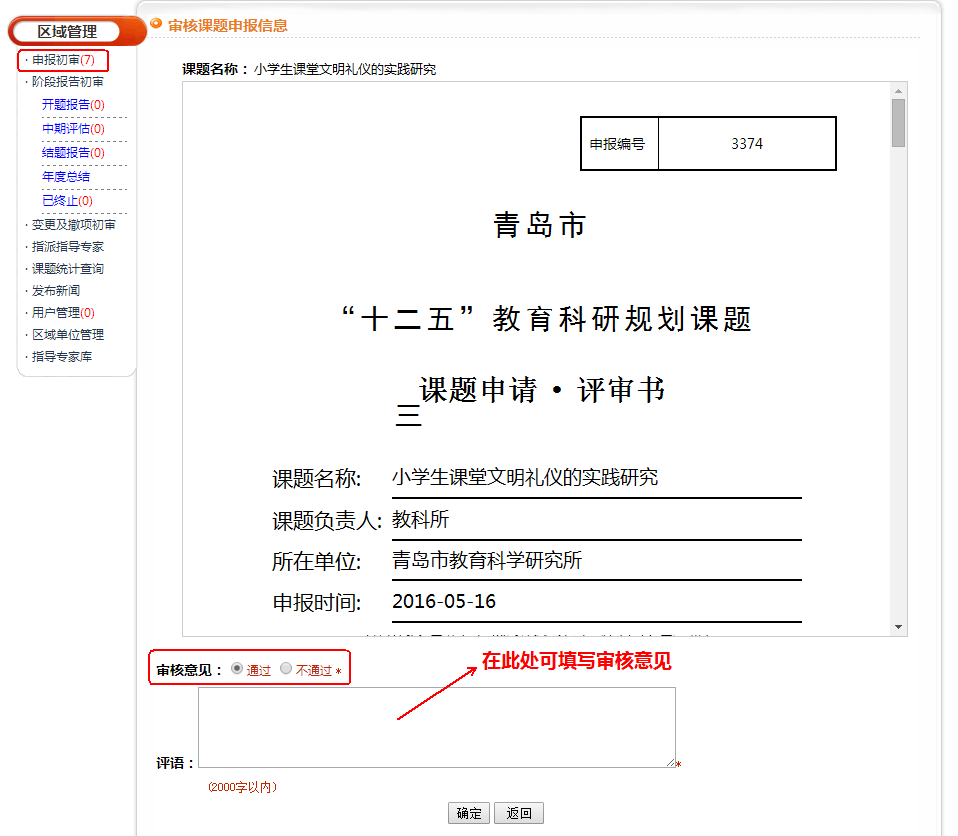 区域管理
· 申报初审(7)
· 阶段报告初审
开题报告(0)
中期评估(0)
结题报告(0)
年度总结
已终止(0)
· 变更及撤项初审
· 指派指导专家
· 课题统计查询
· 发布新闻
· 用户管理(0)
· 区域单位管理
· 指导专家库
审核课题申报信息
课题名称： 小学生课堂文明礼仪的实践研究
申报编号 3374
青岛市
“十二五”教育科研规划课题
课题申请 · 评审书
三
课题名称: 小学生课堂文明礼仪的实践研究
课题负责人: 教科所
所在单位: 青岛市教育科学研究所
申报时间: 2016-05-16
审核意见： 通过 不通过 *
在此处可填写审核意见
评语： *
(2000字以内)
确定 返回